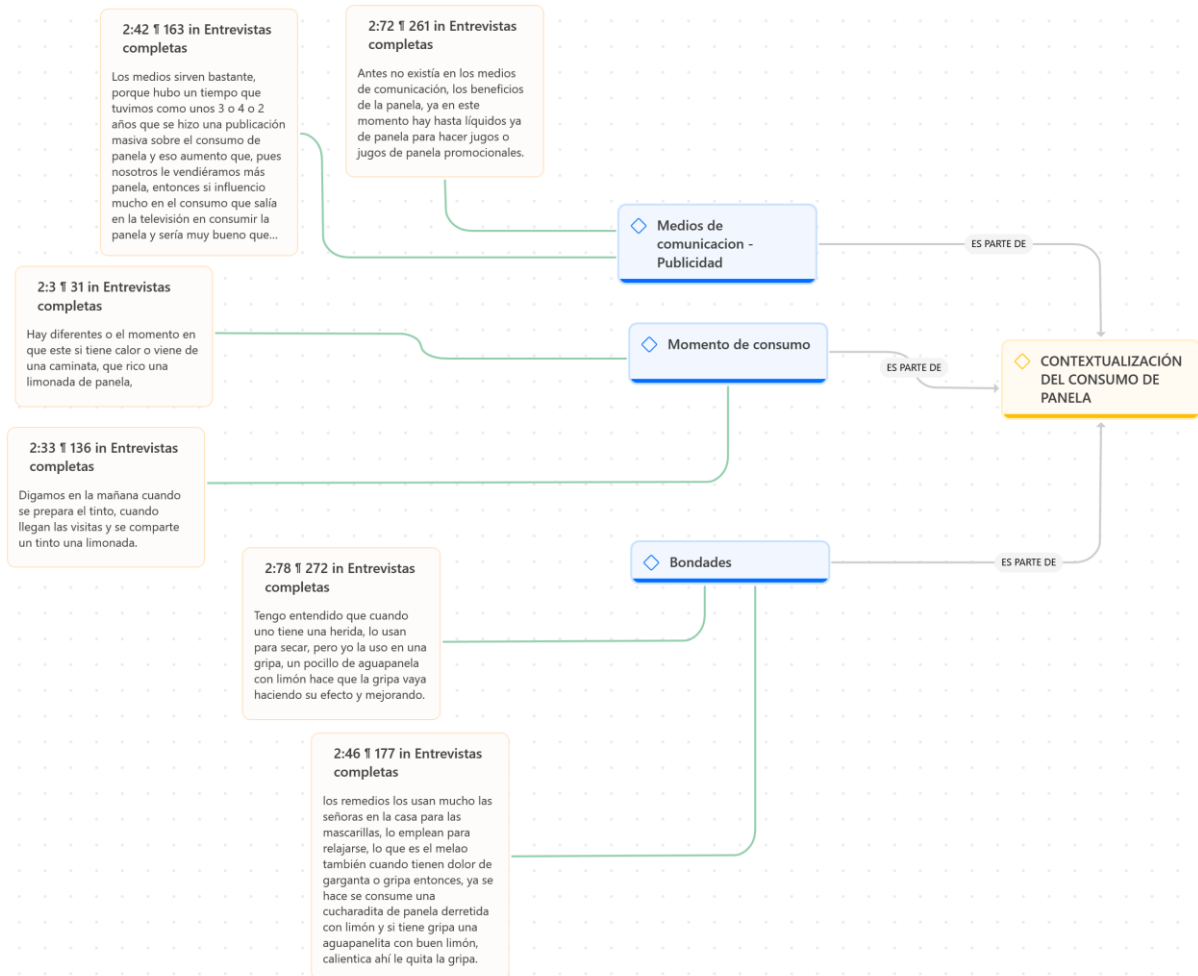 2:42 ¶ 163 in Entrevistas
completas
Los medios sirven bastante,
porque hubo un tiempo que
tuvimos como unos 3 o 4 o 2
años que se hizo una publicación
masiva sobre el consumo de
panela y eso aumento que, pues
nosotros le vendiéramos más
panela, entonces si influencio
mucho en el consumo que salía
en la televisión en consumir la
panela y sería muy bueno que...
2:72 ¶ 261 in Entrevistas
completas
Antes no existía en los medios
de comunicación, los beneficios
de la panela, ya en este
momento hay hasta líquidos ya
de panela para hacer jugos o
jugos de panela promocionales.
Medios de
comunicacion -
Publicidad
ES PARTE DE
2:3 ¶ 31 in Entrevistas
completas
Hay diferentes o el momento en
que este si tiene calor o viene de
una caminata, que rico una
limonada de panela,
Momento de consumo
ES PARTE DE
CONTEXTUALIZACIÓN
DEL CONSUMO DE
PANELA
2:33 ¶ 136 in Entrevistas
completas
Digamos en la mañana cuando
se prepara el tinto, cuando
llegan las visitas y se comparte
un tinto una limonada.
Bondades
ES PARTE DE
2:78 ¶ 272 in Entrevistas
completas
Tengo entendido que cuando
uno tiene una herida, lo usan
para secar, pero yo la uso en una
gripa, un pocillo de aguapanela
con limón hace que la gripa vaya
haciendo su efecto y mejorando.
2:46 ¶ 177 in Entrevistas
completas
los remedios los usan mucho las
señoras en la casa para las
mascarillas, lo emplean para
relajarse, lo que es el melao
también cuando tienen dolor de
garganta o gripa entonces, ya se
hace se consume una
cucharadita de panela derretida
con limón y si tiene gripa una
aguapanelita con buen limón,
calientica ahí le quita la gripa.